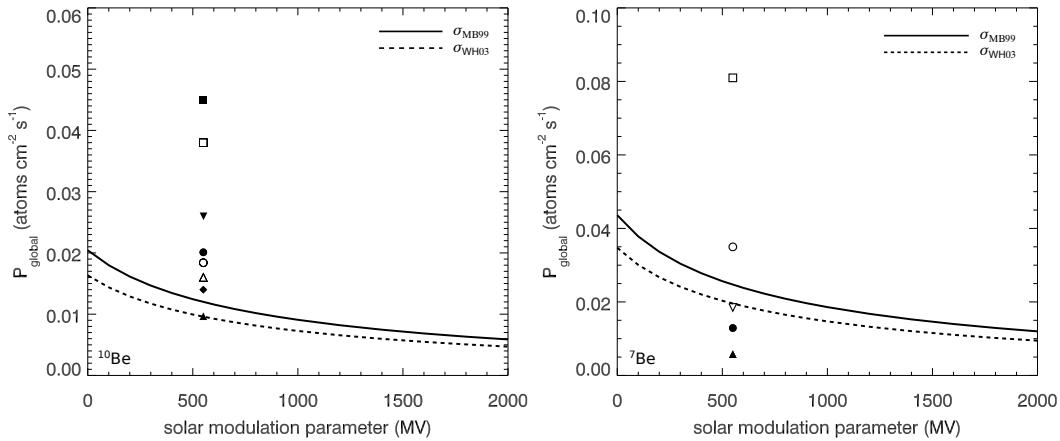 0.06
0.05
0.04
0.03
0.02
0.01
0.00
P_global (atoms cm⁻² s⁻¹)
σ_MB99
σ_WH03
¹⁰Be
0 500 1000 1500 2000
solar modulation parameter (MV)
0.10
0.08
0.06
0.04
0.02
0.00
P_global (atoms cm⁻² s⁻¹)
σ_MB99
σ_WH03
⁷Be
0 500 1000 1500 2000
solar modulation parameter (MV)